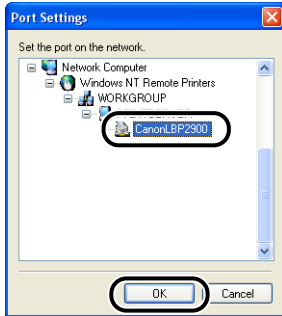 Port Settings
Set the port on the network.
Network Computer
Windows NT Remote Printers
WORKGROUP
CanonLBP2900
OK
Cancel